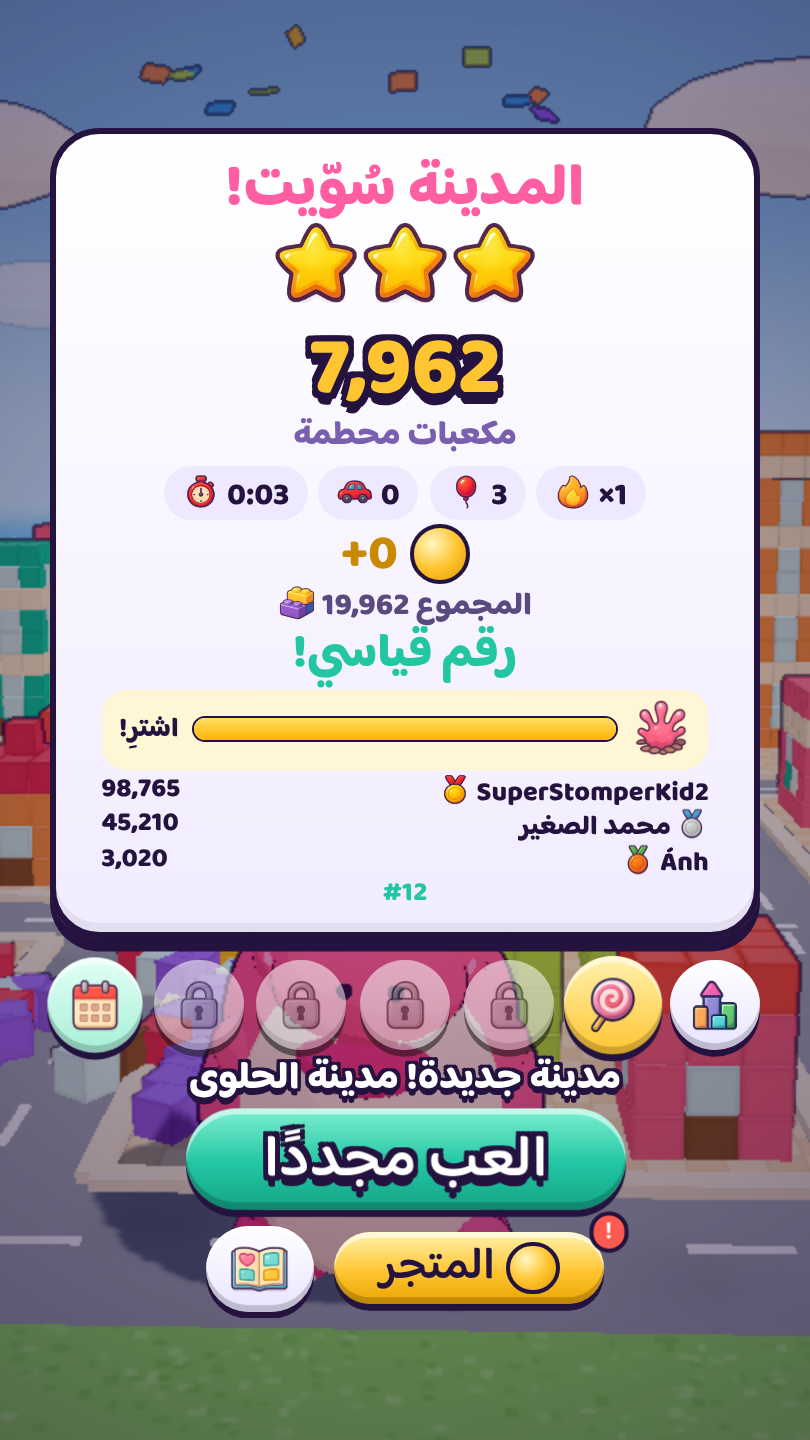 المدينة سُوّيت!
7,962
مكعبات محطمة
×1 3 0 0:03
+0
المجموع 19,962
رقم قياسي!
اشترِ!
SuperStomperKid2 98,765
محمد الصغير 45,210
Ánh 3,020
#12
مدينة جديدة! مدينة الحلوى
العب مجددًا
المتجر !